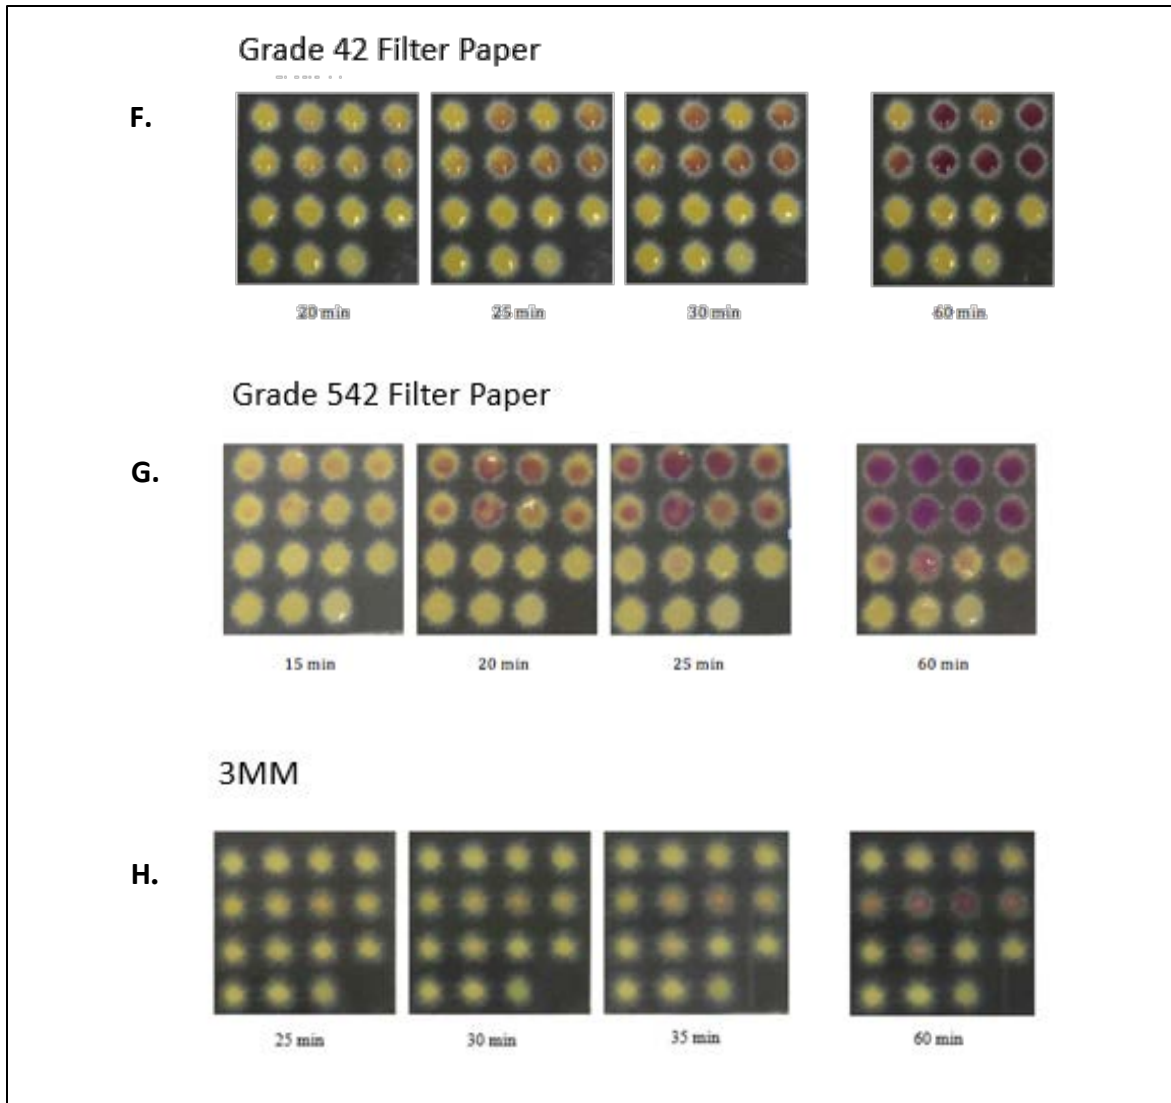 Grade 42 Filter Paper
F.
20 min 25 min 30 min 60 min
Grade 542 Filter Paper
G.
15 min 20 min 25 min 60 min
3MM
H.
25 min 30 min 35 min 60 min